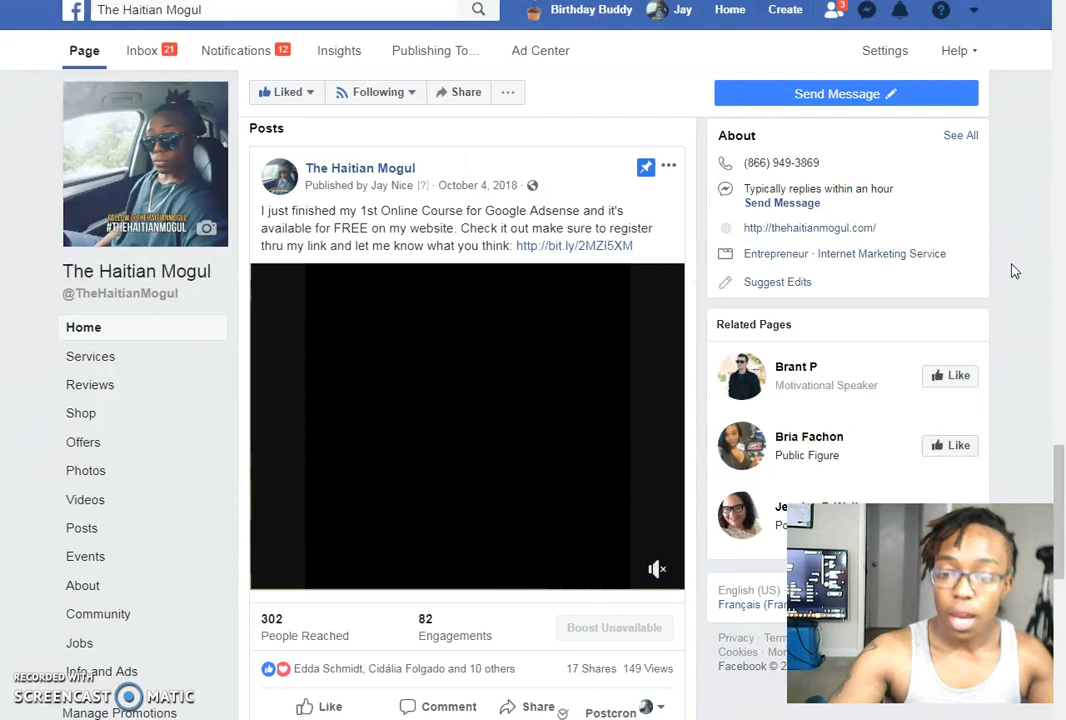 The Haitian Mogul
Birthday Buddy
Jay
Home
Create
3
Page
Inbox 21
Notifications 12
Insights
Publishing To…
Ad Center
Settings
Help
FOLLOW @THEHAITIANMOGUL
#THEHAITIANMOGUL
The Haitian Mogul
@TheHaitianMogul
Home
Services
Reviews
Shop
Offers
Photos
Videos
Posts
Events
About
Community
Jobs
Info and Ads
Manage Promotions
RECORDED WITH
SCREENCAST MATIC
Liked
Following
Share
Send Message
Posts
The Haitian Mogul
Published by Jay Nice [?] · October 4, 2018 ·
I just finished my 1st Online Course for Google Adsense and it's
available for FREE on my website. Check it out make sure to register
thru my link and let me know what you think: http://bit.ly/2MZI5XM
302
People Reached
82
Engagements
Boost Unavailable
Edda Schmidt, Cidália Folgado and 10 others
17 Shares 149 Views
Like
Comment
Share
Postcron
About
See All
(866) 949-3869
Typically replies within an hour
Send Message
http://thehaitianmogul.com/
Entrepreneur · Internet Marketing Service
Suggest Edits
Related Pages
Brant P
Motivational Speaker
Like
Bria Fachon
Public Figure
Like
English (US)
Français
Privacy
Cookies
Facebook ©